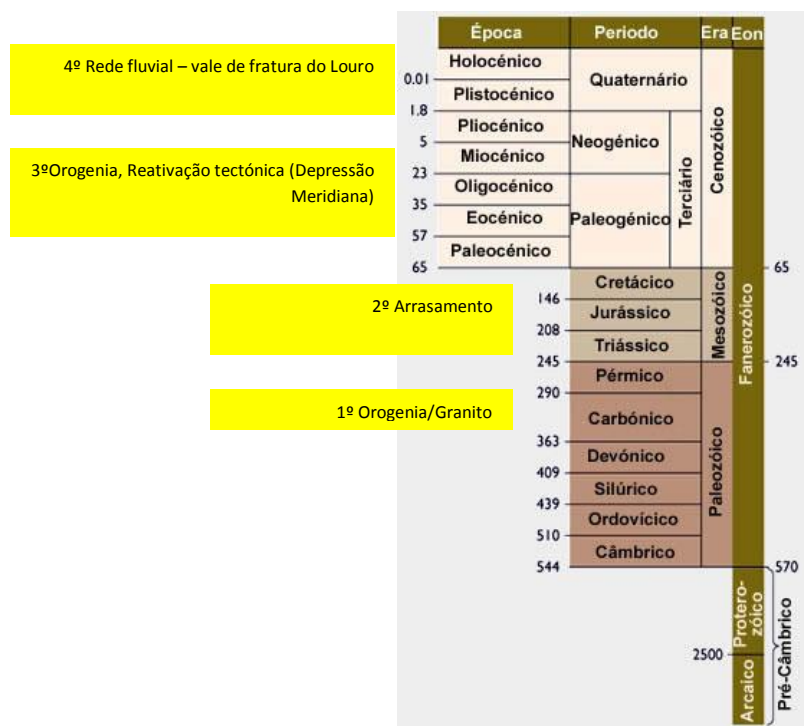 Época Periodo Era Eon
4º Rede fluvial – vale de fratura do Louro
Holocénico
0.01
Quaternário
Plistocénico
1.8
Pliocénico
5
Neogénico
Miocénico
3ºOrogenia, Reativação tectónica (Depressão
Meridiana)
23
Oligocénico
35
Eocénico
Paleogénico
57
Paleocénico
65
Terciário
Cenozóico
65
Cretácico
146
2º Arrasamento
Jurássico
208
Triássico
245
Mesozóico
Fanerozóico
245
Pérmico
290
1º Orogenia/Granito
Carbónico
363
Devónico
409
Silúrico
439
Ordovícico
510
Câmbrico
544
Paleozóico
570
Protero-
zóico
2500
Arcaico
Pré-Câmbrico